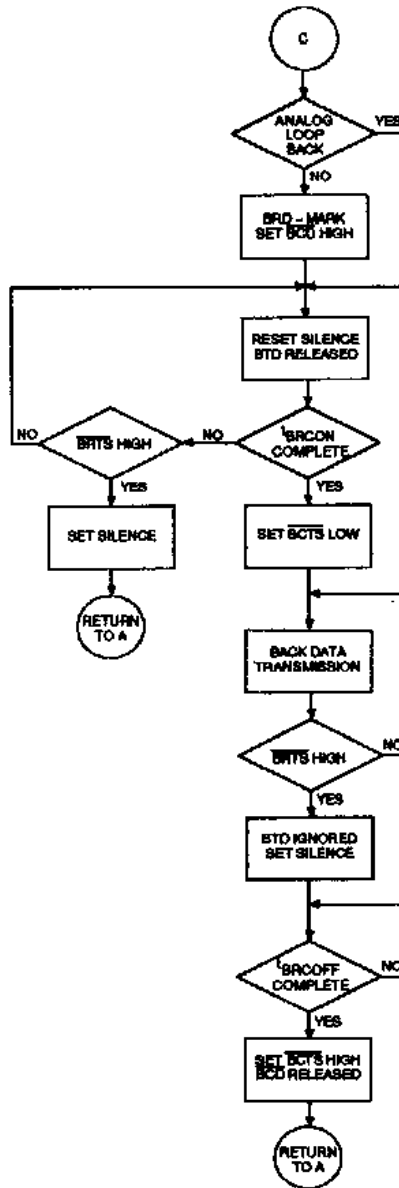 C
ANALOG
LOOP
BACK
YES
NO
BRD – MARK
SET BCD HIGH
RESET SILENCE
BTD RELEASED
NO
BRTS HIGH
NO
tBRCON
COMPLETE
YES
YES
SET SILENCE
SET BCTS LOW
RETURN
TO A
BACK DATA
TRANSMISSION
BRTS HIGH
NO
YES
BTD IGNORED
SET SILENCE
tBRCOFF
COMPLETE
NO
YES
SET BCTS HIGH
BCD RELEASED
RETURN
TO A